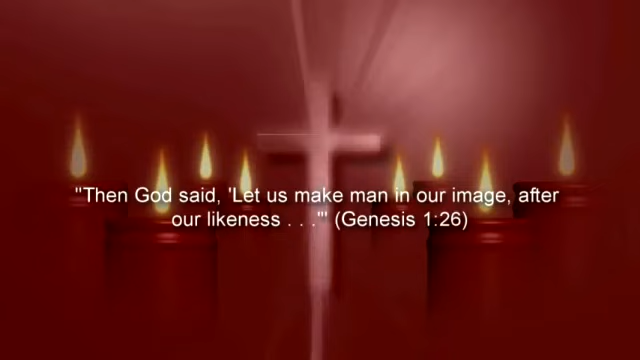 "Then God said, 'Let us make man in our image, after
our likeness . . .'" (Genesis 1:26)